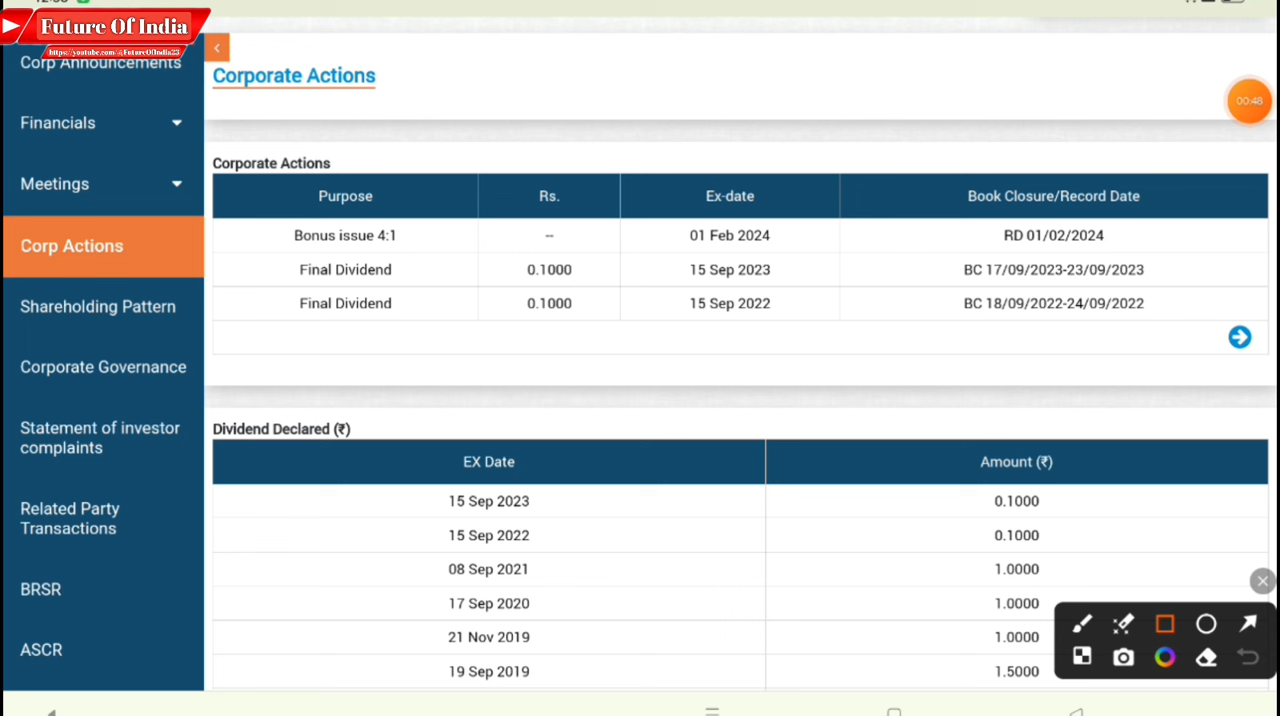 Future Of India
https://youtube.com/@FutureOfIndia23
Corp Announcements
Financials
Meetings
Corp Actions
Shareholding Pattern
Corporate Governance
Statement of investor
complaints
Related Party
Transactions
BRSR
ASCR
Corporate Actions
00:48
Corporate Actions
Purpose Rs. Ex-date Book Closure/Record Date
Bonus issue 4:1 -- 01 Feb 2024 RD 01/02/2024
Final Dividend 0.1000 15 Sep 2023 BC 17/09/2023-23/09/2023
Final Dividend 0.1000 15 Sep 2022 BC 18/09/2022-24/09/2022
Dividend Declared (₹)
EX Date Amount (₹)
15 Sep 2023 0.1000
15 Sep 2022 0.1000
08 Sep 2021 1.0000
17 Sep 2020 1.0000
21 Nov 2019 1.0000
19 Sep 2019 1.5000